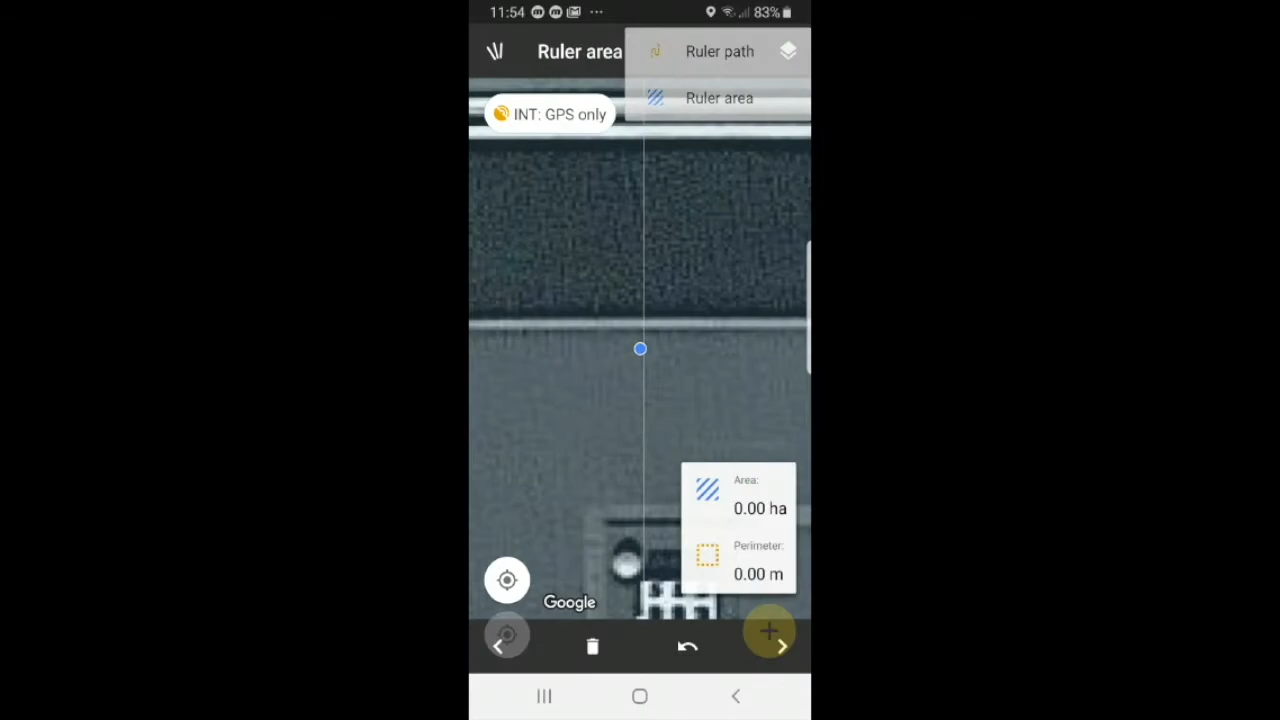 11:54
83%
Ruler area
Ruler path
Ruler area
INT: GPS only
Area:
0.00 ha
Perimeter:
0.00 m
Google